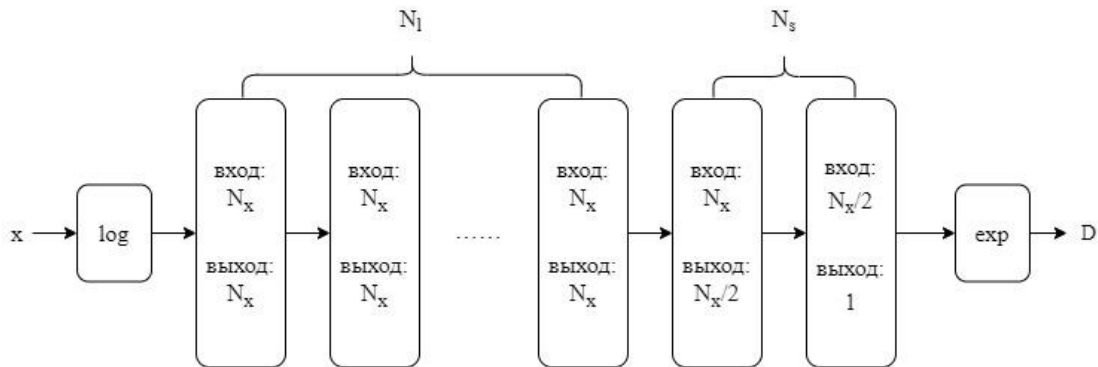 N_l
N_s
x
log
вход:
N_x
выход:
N_x
вход:
N_x
выход:
N_x
......
вход:
N_x
выход:
N_x
вход:
N_x
выход:
N_x/2
вход:
N_x/2
выход:
1
exp
D